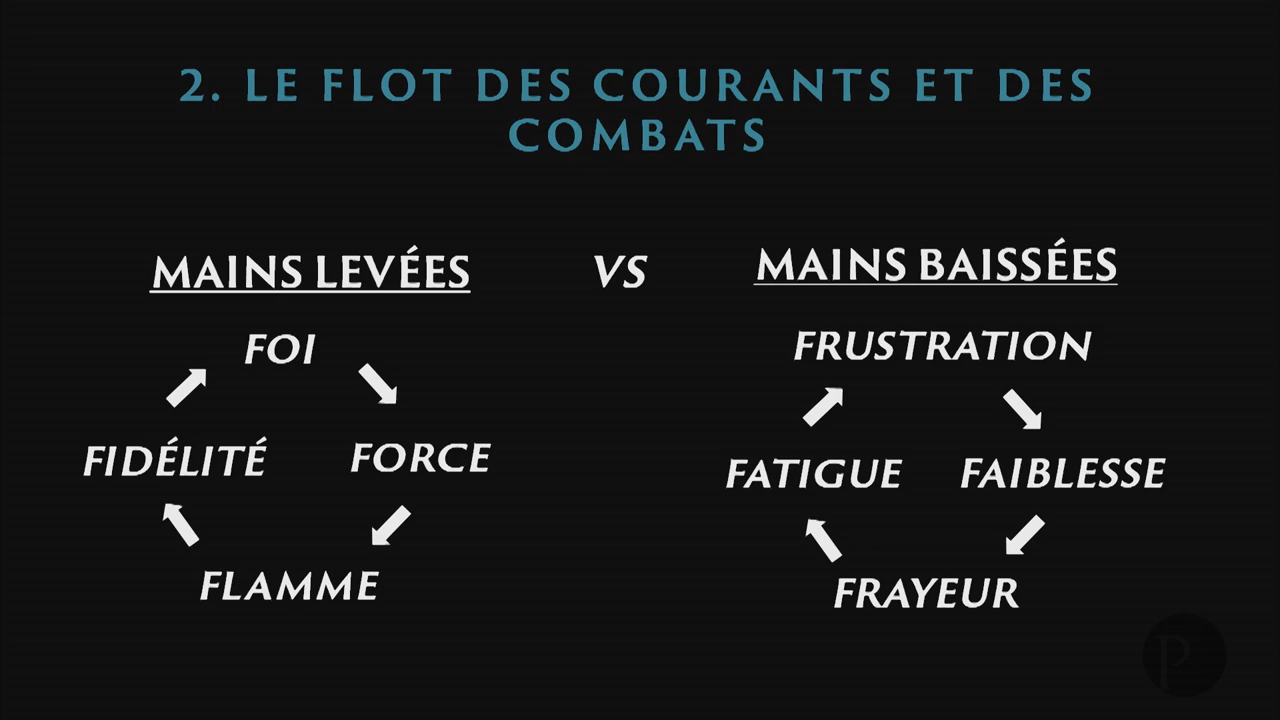 2. LE FLOT DES COURANTS ET DES
COMBATS
MAINS LEVÉES
VS
MAINS BAISSÉES
FOI
FIDÉLITÉ
FORCE
FLAMME
FRUSTRATION
FATIGUE
FAIBLESSE
FRAYEUR
P